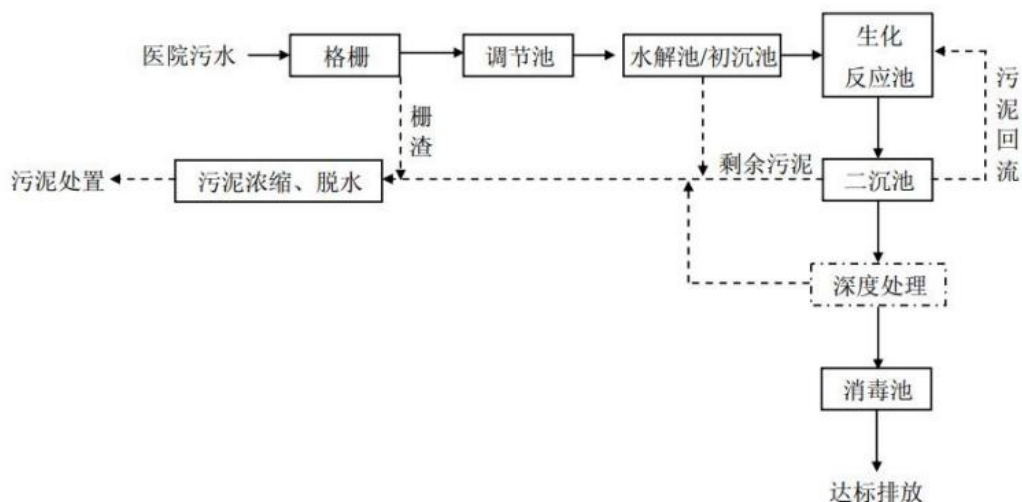 医院污水
格栅
调节池
水解池/初沉池
生化
反应池
污泥回流
栅渣
剩余污泥
二沉池
污泥浓缩、脱水
污泥处置
深度处理
消毒池
达标排放